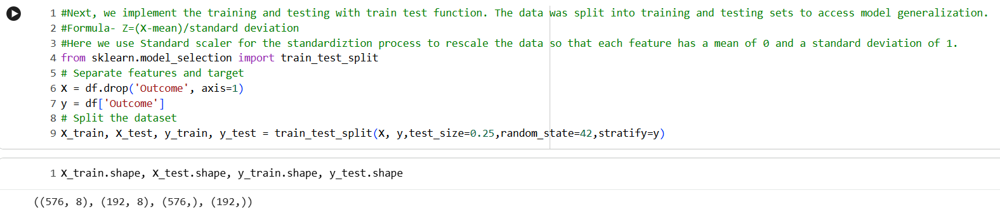 1 #Next, we implement the training and testing with train test function. The data was split into training and testing sets to access model generalization.
2 #Formula- Z=(X-mean)/standard deviation
3 #Here we use Standard scaler for the standardiztion process to rescale the data so that each feature has a mean of 0 and a standard deviation of 1.
4 from sklearn.model_selection import train_test_split
5 # Separate features and target
6 X = df.drop('Outcome', axis=1)
7 y = df['Outcome']
8 # Split the dataset
9 X_train, X_test, y_train, y_test = train_test_split(X, y,test_size=0.25,random_state=42,stratify=y)
1 X_train.shape, X_test.shape, y_train.shape, y_test.shape
((576, 8), (192, 8), (576,), (192,))